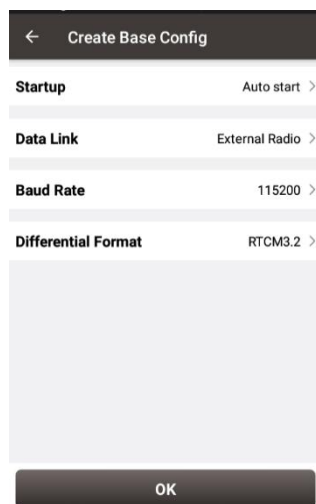 Create Base Config
Startup Auto start
Data Link External Radio
Baud Rate 115200
Differential Format RTCM3.2
OK